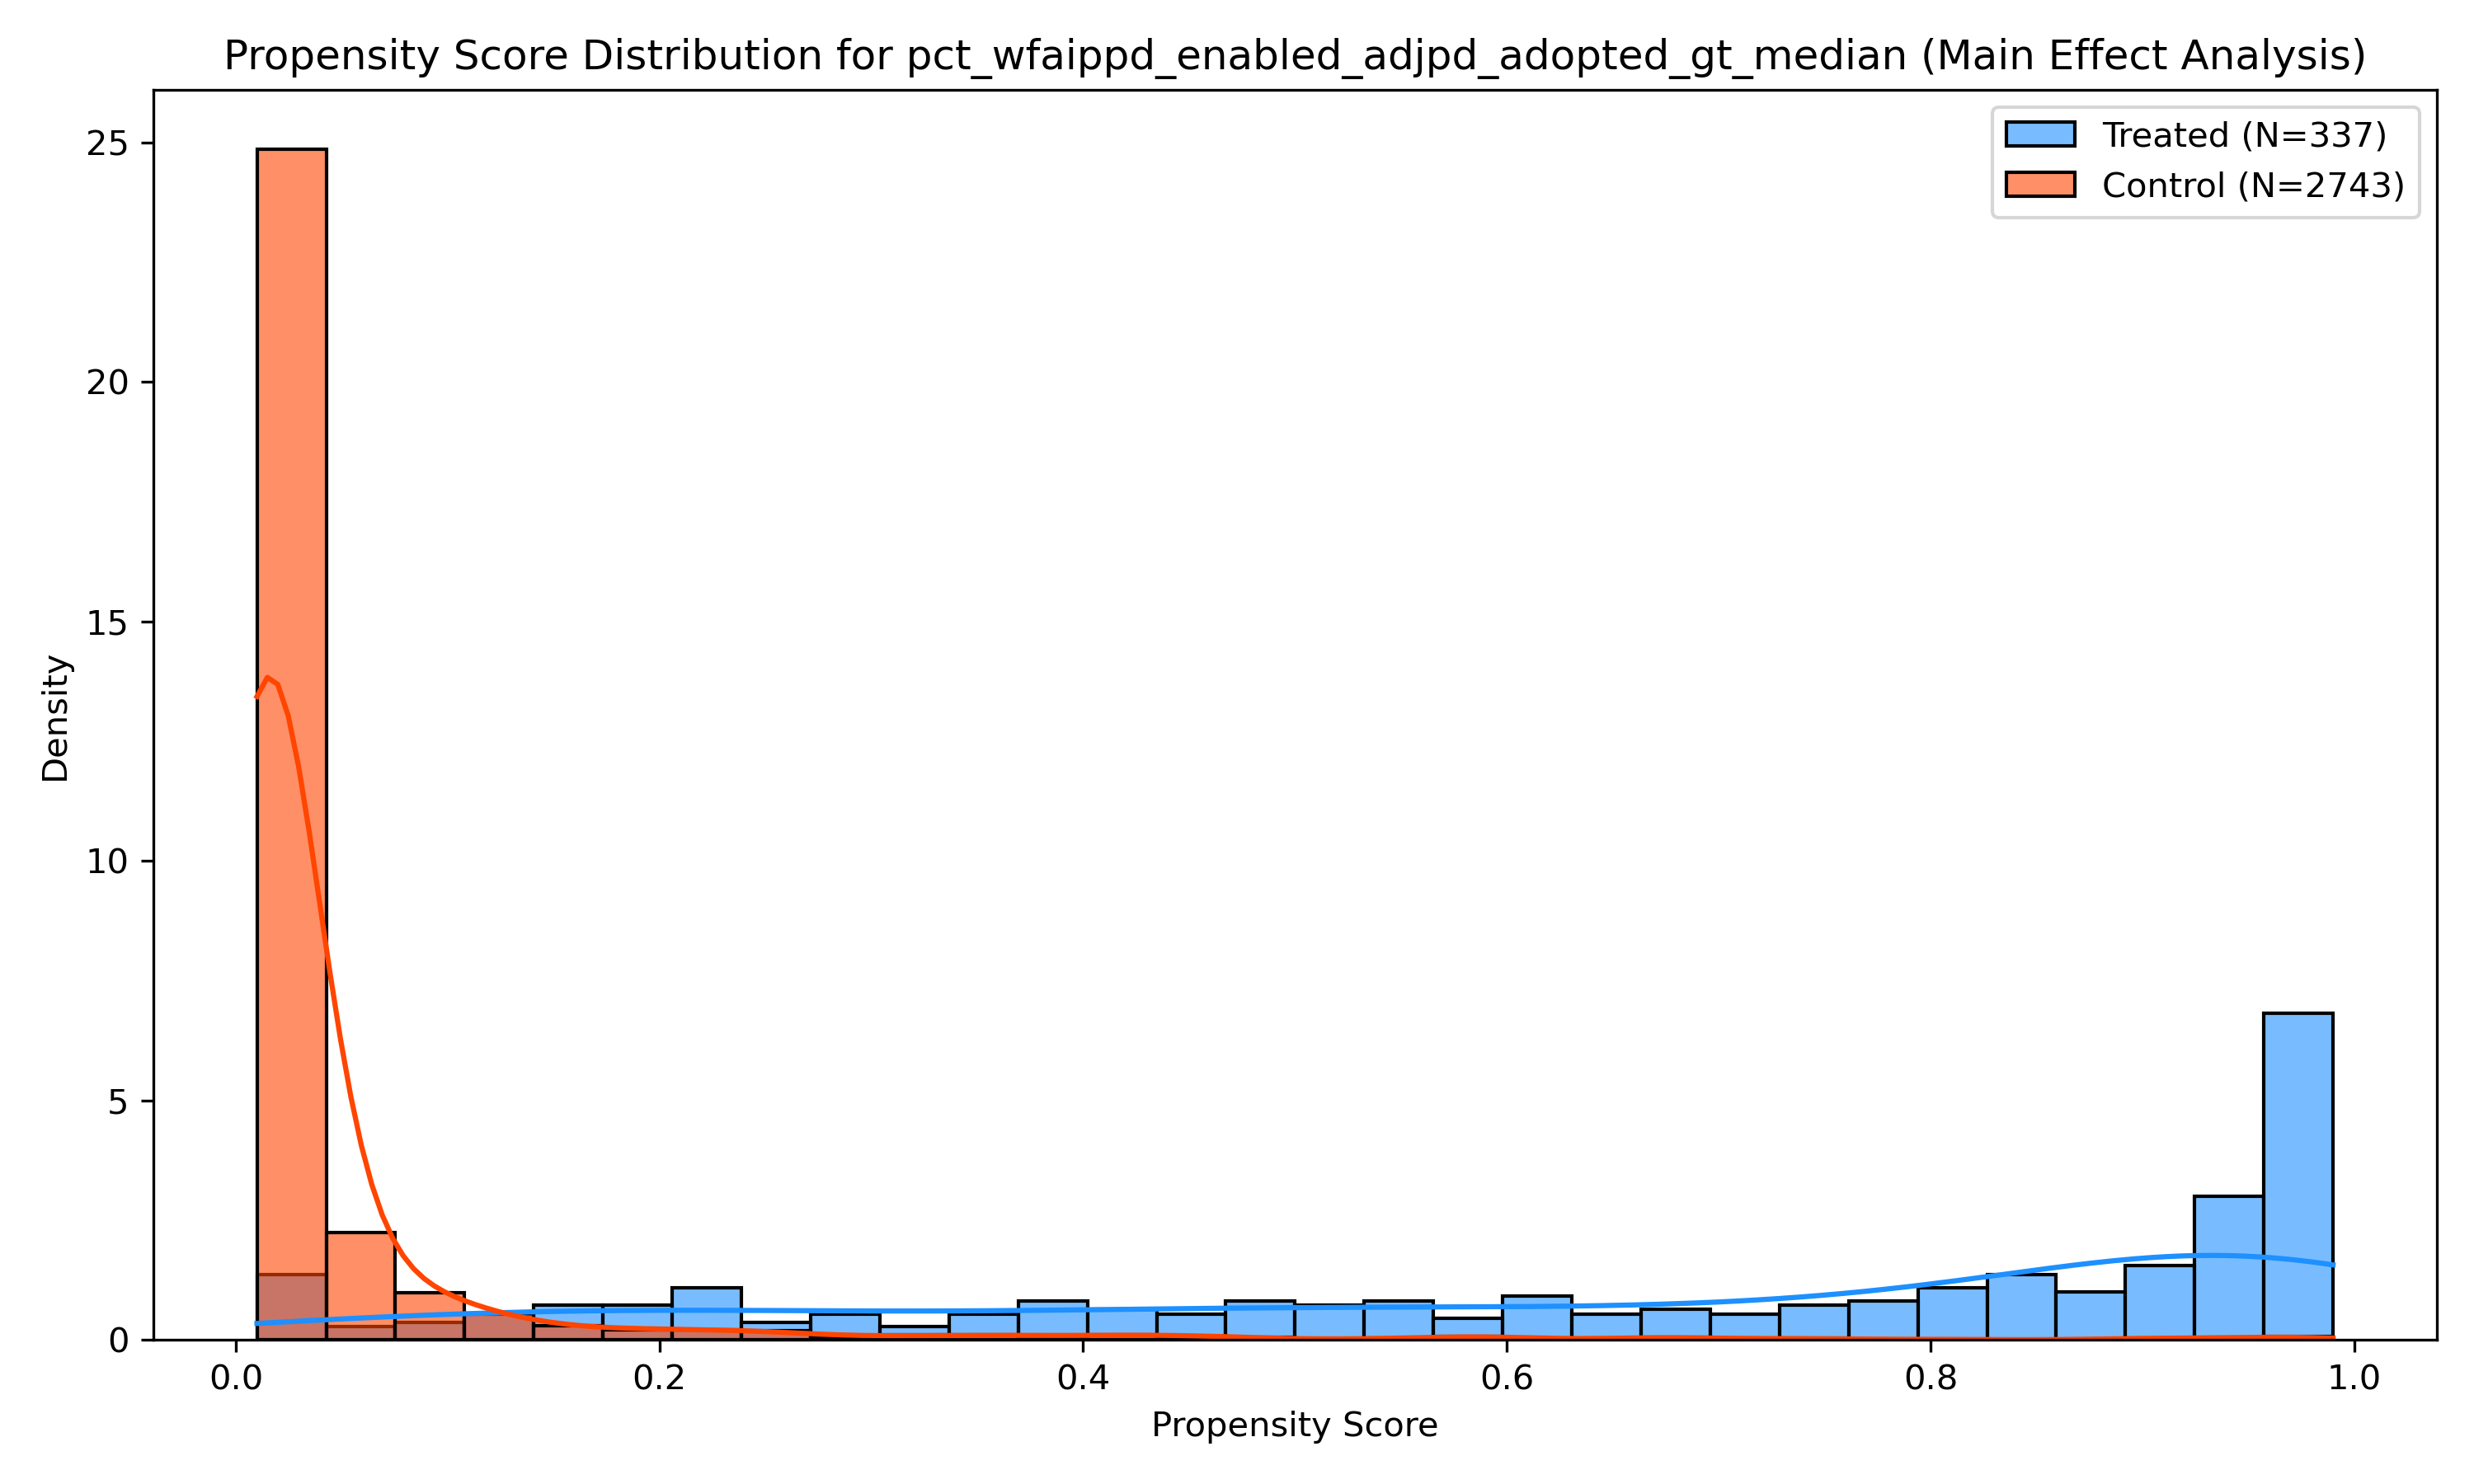 Propensity Score Distribution for pct_wfaippd_enabled_adjpd_adopted_gt_median (Main Effect Analysis)
Treated (N=337)
Control (N=2743)
25
20
15
10
5
0
Density
0.0 0.2 0.4 0.6 0.8 1.0
Propensity Score